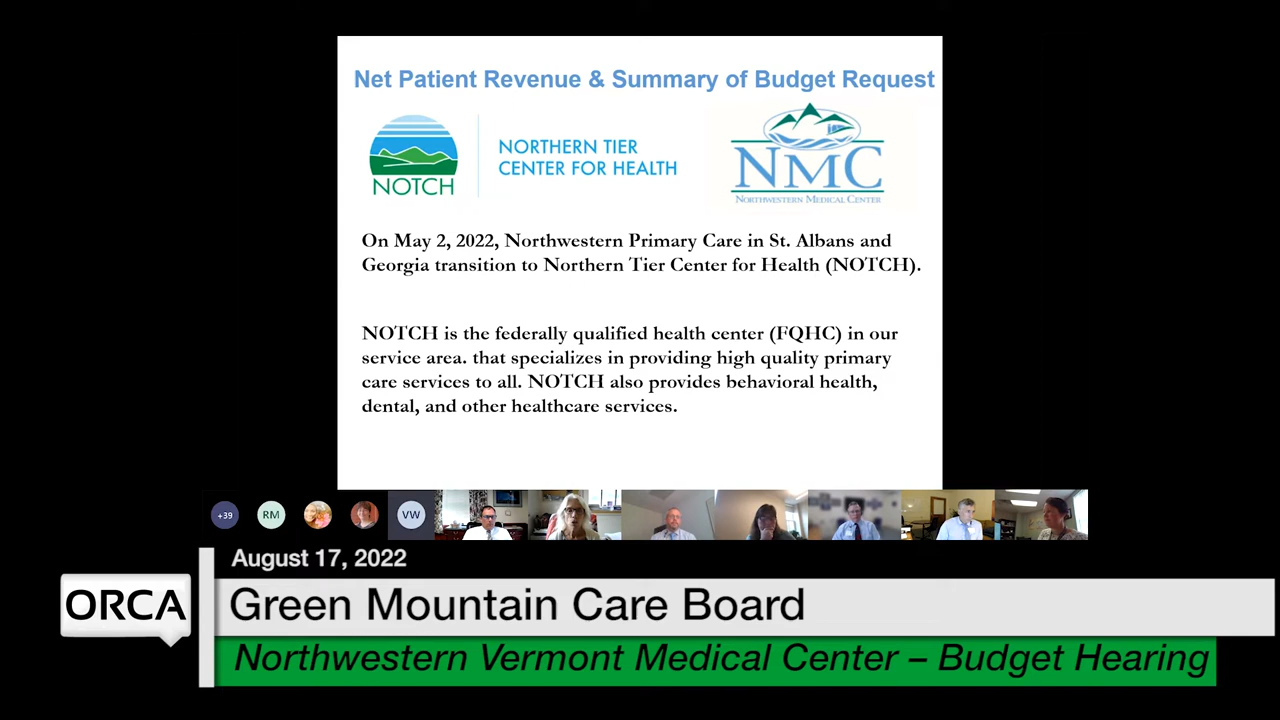 Net Patient Revenue & Summary of Budget Request
NOTCH
NORTHERN TIER
CENTER FOR HEALTH
NMC
NORTHWESTERN MEDICAL CENTER
On May 2, 2022, Northwestern Primary Care in St. Albans and
Georgia transition to Northern Tier Center for Health (NOTCH).
NOTCH is the federally qualified health center (FQHC) in our
service area. that specializes in providing high quality primary
care services to all. NOTCH also provides behavioral health,
dental, and other healthcare services.
+39
RM
VW
August 17, 2022
ORCA
Green Mountain Care Board
Northwestern Vermont Medical Center – Budget Hearing